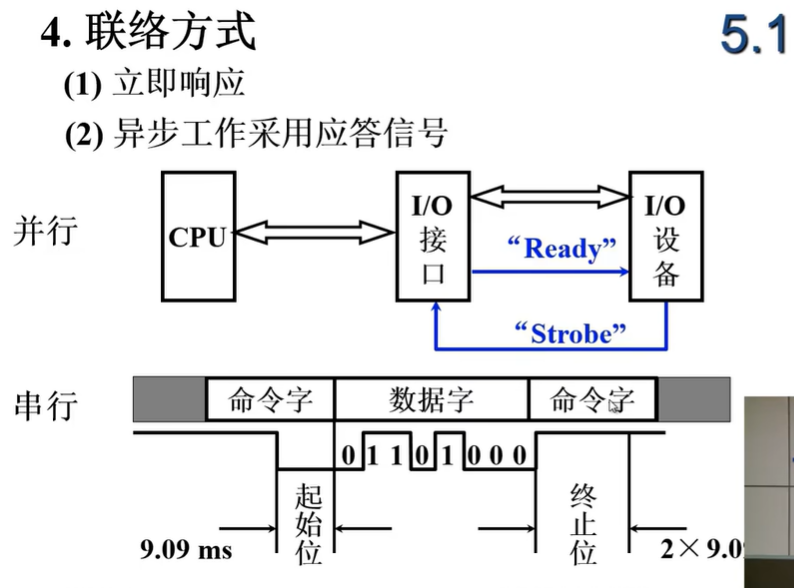 4. 联络方式
5.1
(1) 立即响应
(2) 异步工作采用应答信号
并行
CPU
I/O
接
口
I/O
设
备
“Ready”
“Strobe”
串行
命令字
数据字
命令字
0 1 1 0 1 0 0 0
起
始
位
终
止
位
9.09 ms
2×9.0